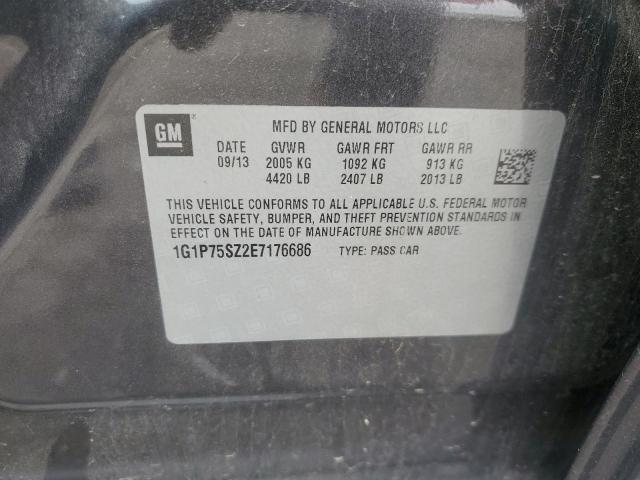 GM
MFD BY GENERAL MOTORS LLC
DATE GVWR GAWR FRT GAWR RR
09/13 2005 KG 1092 KG 913 KG
4420 LB 2407 LB 2013 LB
THIS VEHICLE CONFORMS TO ALL APPLICABLE U.S. FEDERAL MOTOR
VEHICLE SAFETY, BUMPER, AND THEFT PREVENTION STANDARDS IN
EFFECT ON THE DATE OF MANUFACTURE SHOWN ABOVE.
1G1P75SZ2E7176686 TYPE: PASS CAR